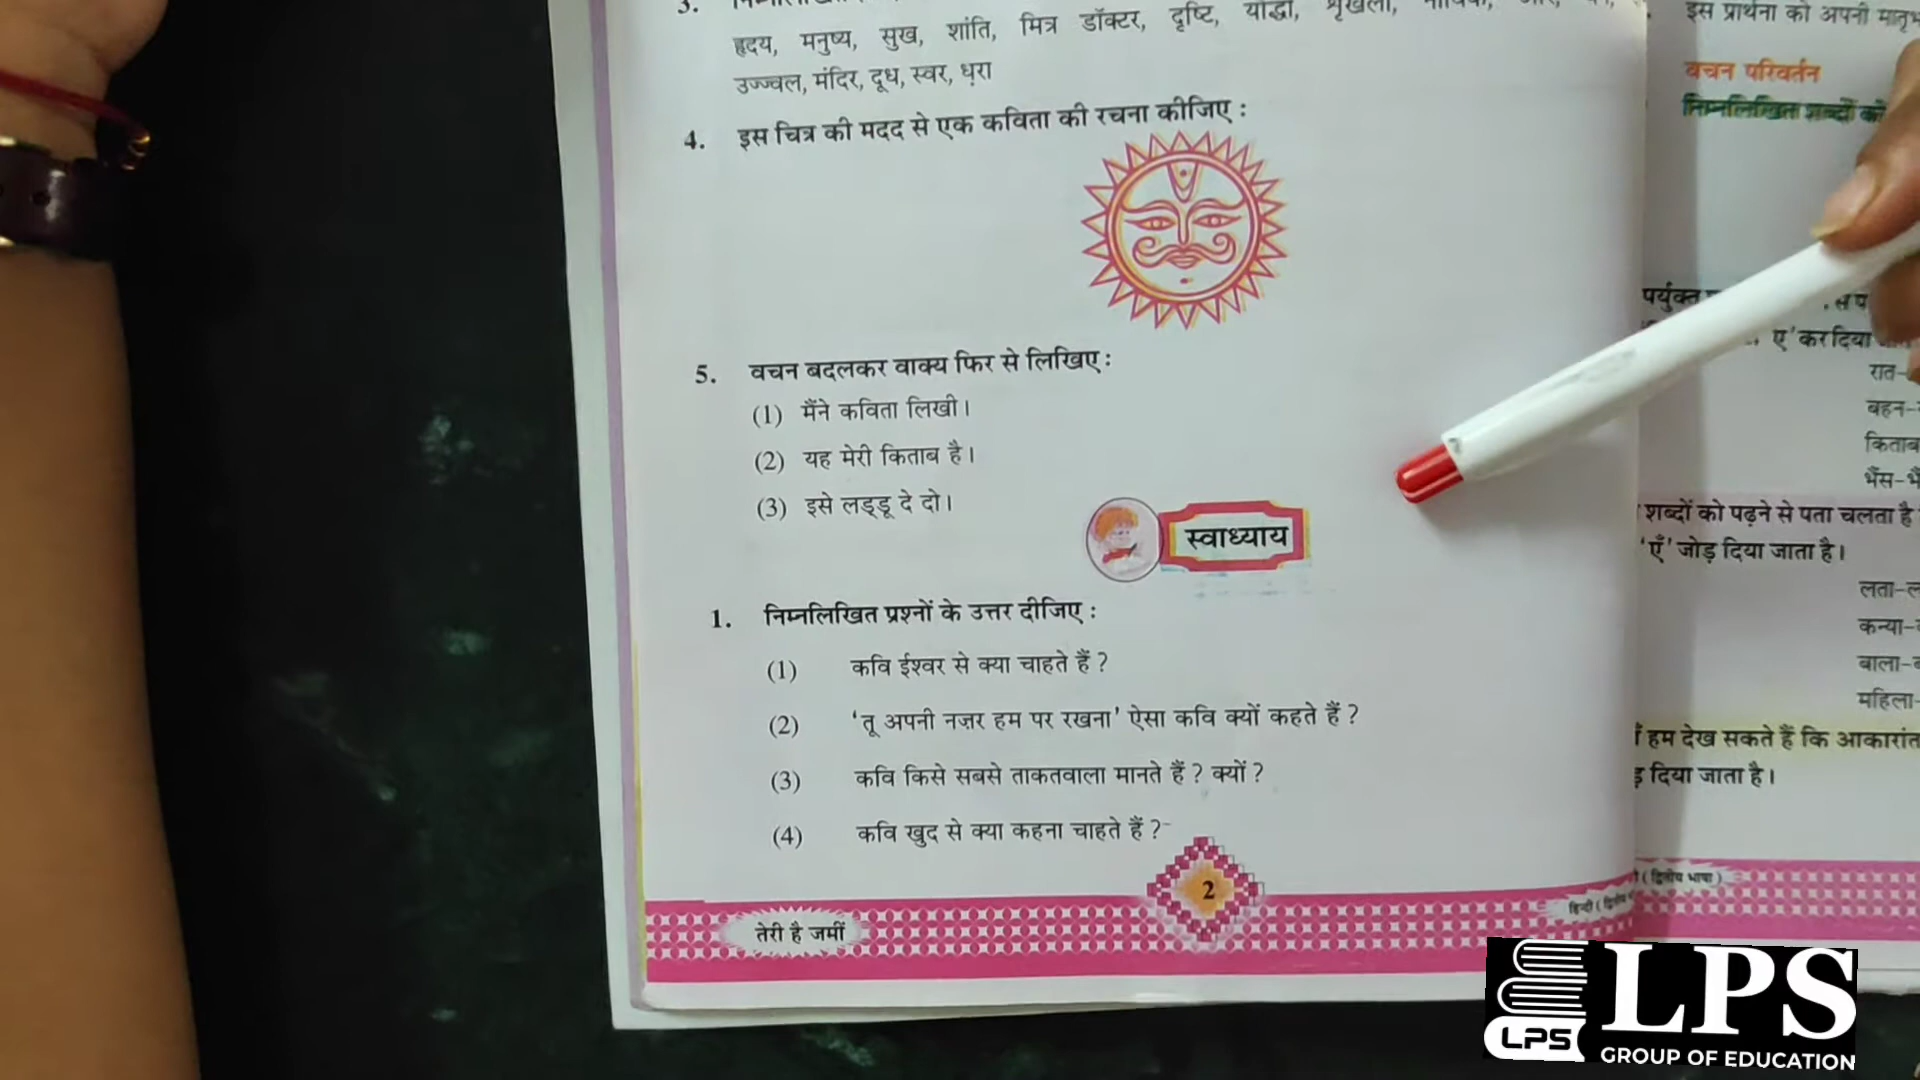 3.
हृदय, मनुष्य, सुख, शांति, मित्र डॉक्टर, दृष्टि, योद्धा, श्रृंखला,
उज्ज्वल, मंदिर, दूध, स्वर, ध़रा
4. इस चित्र की मदद से एक कविता की रचना कीजिए :
5. वचन बदलकर वाक्य फिर से लिखिए :
(1) मैंने कविता लिखी।
(2) यह मेरी किताब है।
(3) इसे लड्डू दे दो।
स्वाध्याय
1. निम्नलिखित प्रश्नों के उत्तर दीजिए :
(1) कवि ईश्वर से क्या चाहते हैं ?
(2) 'तू अपनी नज़र हम पर रखना' ऐसा कवि क्यों कहते हैं ?
(3) कवि किसे सबसे ताकतवाला मानते हैं ? क्यों ?
(4) कवि खुद से क्या कहना चाहते हैं ?
2
तेरी है जमीं
इस प्रार्थना को अपनी
वचन परिवर्तन
निम्नलिखित शब्दों को
ए' कर दिया
रात-
बहन-
किताब
भैंस-
शब्दों को पढ़ने से पता चलता है
'एँ' जोड़ दिया जाता है।
लता-
कन्या-
बाला-
महिला-
हम देख सकते हैं कि आकारांत
दिया जाता है।
( द्वितीय भाषा )
हिन्दी
LPS
LPS
GROUP OF EDUCATION